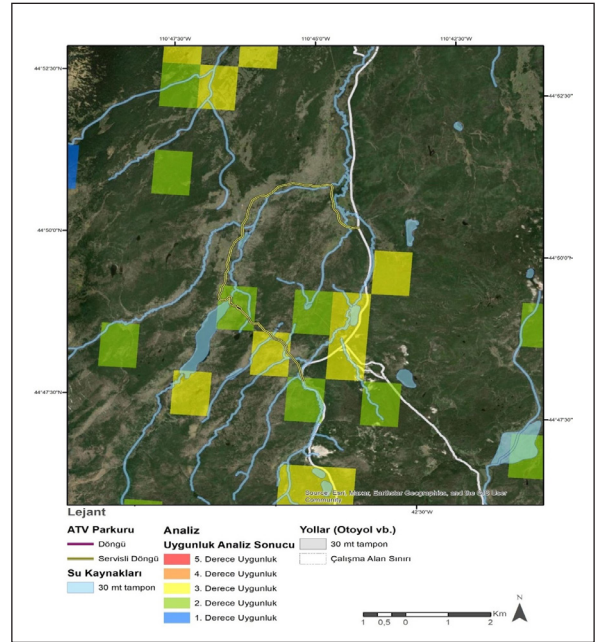 110°47'30"W
110°45'0"W
110°42'30"W
44°52'30"N
44°52'30"N
44°50'0"N
44°50'0"N
44°47'30"N
44°47'30"N
Source: Esri, Maxar, Earthstar Geographics, and the GIS User
Community
42'30"W
Lejant
ATV Parkuru
Döngü
Servisli Döngü
Su Kaynakları
30 mt tampon
Analiz
Uygunluk Analiz Sonucu
5. Derece Uygunluk
4. Derece Uygunluk
3. Derece Uygunluk
2. Derece Uygunluk
1. Derece Uygunluk
Yollar (Otoyol vb.)
30 mt tampon
Çalışma Alan Sınırı
1 0,5 0 1 2
Km
N